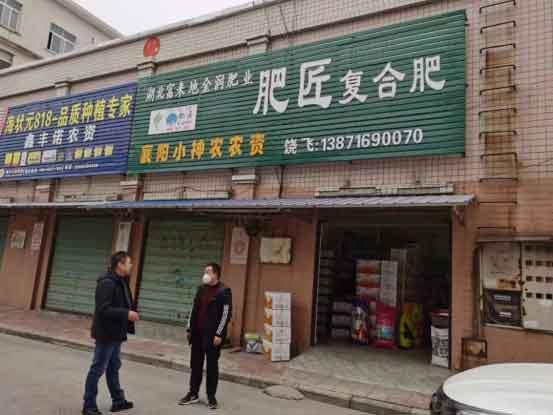 海状元818-品质种植专家
鑫丰诺农资
湖北富来地金润肥业
肥匠复合肥
襄阳小神农农资
饶飞:13871690070